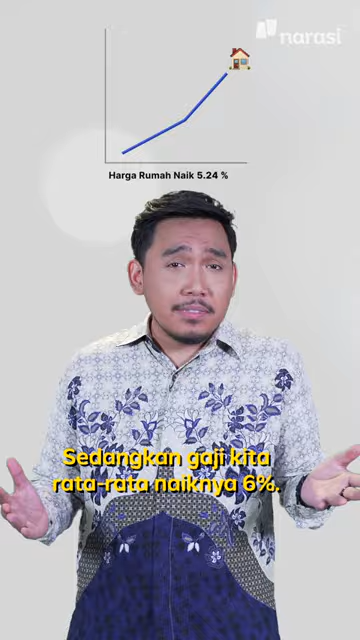 narasi
Harga Rumah Naik 5.24 %
Sedangkan gaji kita
rata-rata naiknya 6%.